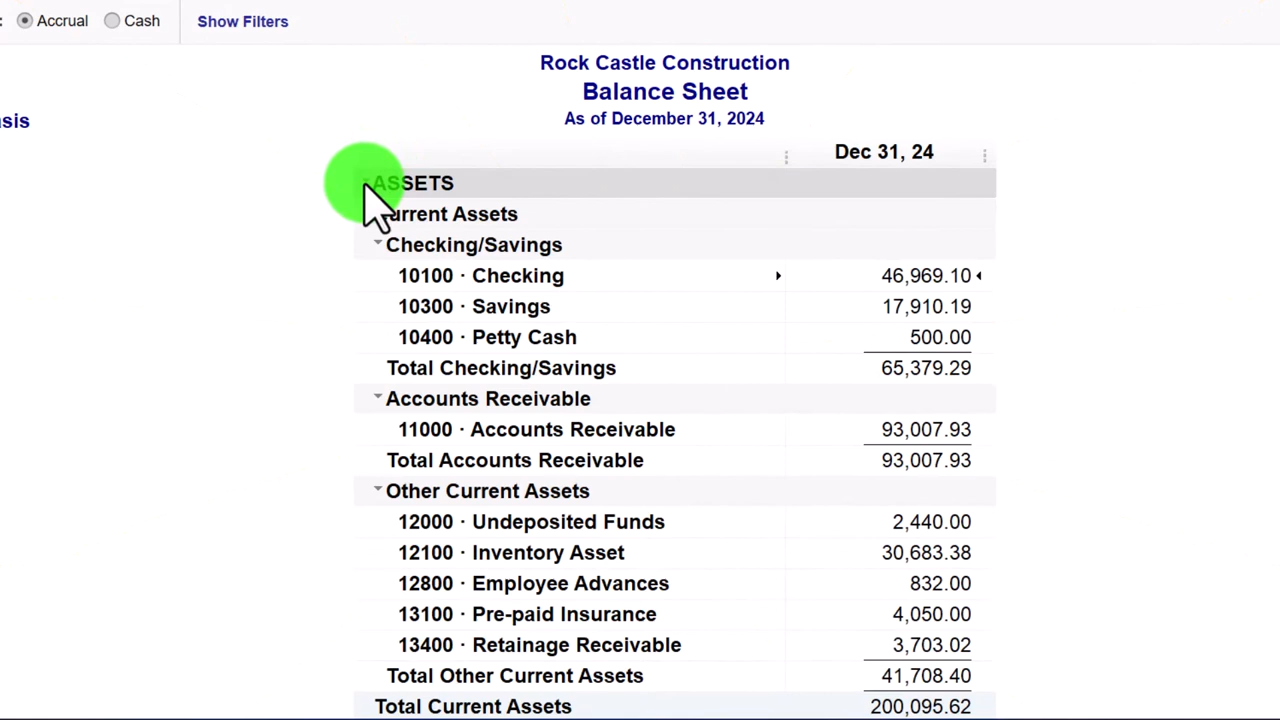 : Accrual Cash Show Filters
Rock Castle Construction
Balance Sheet
As of December 31, 2024
sis
Dec 31, 24
ASSETS
urrent Assets
Checking/Savings
10100 · Checking 46,969.10
10300 · Savings 17,910.19
10400 · Petty Cash 500.00
Total Checking/Savings 65,379.29
Accounts Receivable
11000 · Accounts Receivable 93,007.93
Total Accounts Receivable 93,007.93
Other Current Assets
12000 · Undeposited Funds 2,440.00
12100 · Inventory Asset 30,683.38
12800 · Employee Advances 832.00
13100 · Pre-paid Insurance 4,050.00
13400 · Retainage Receivable 3,703.02
Total Other Current Assets 41,708.40
Total Current Assets 200,095.62